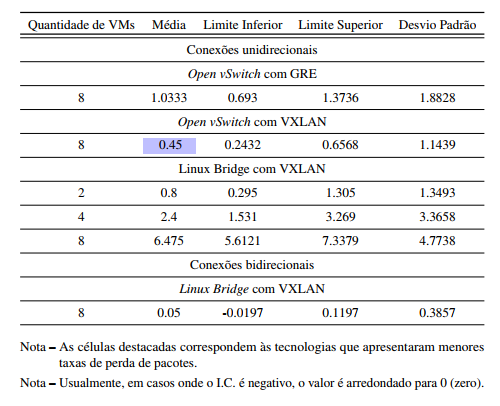 Quantidade de VMs Média Limite Inferior Limite Superior Desvio Padrão
Conexões unidirecionais
Open vSwitch com GRE
8 1.0333 0.693 1.3736 1.8828
Open vSwitch com VXLAN
8 0.45 0.2432 0.6568 1.1439
Linux Bridge com VXLAN
2 0.8 0.295 1.305 1.3493
4 2.4 1.531 3.269 3.3658
8 6.475 5.6121 7.3379 4.7738
Conexões bidirecionais
Linux Bridge com VXLAN
8 0.05 -0.0197 0.1197 0.3857
Nota – As células destacadas correspondem às tecnologias que apresentaram menores
taxas de perda de pacotes.
Nota – Usualmente, em casos onde o I.C. é negativo, o valor é arredondado para 0 (zero).